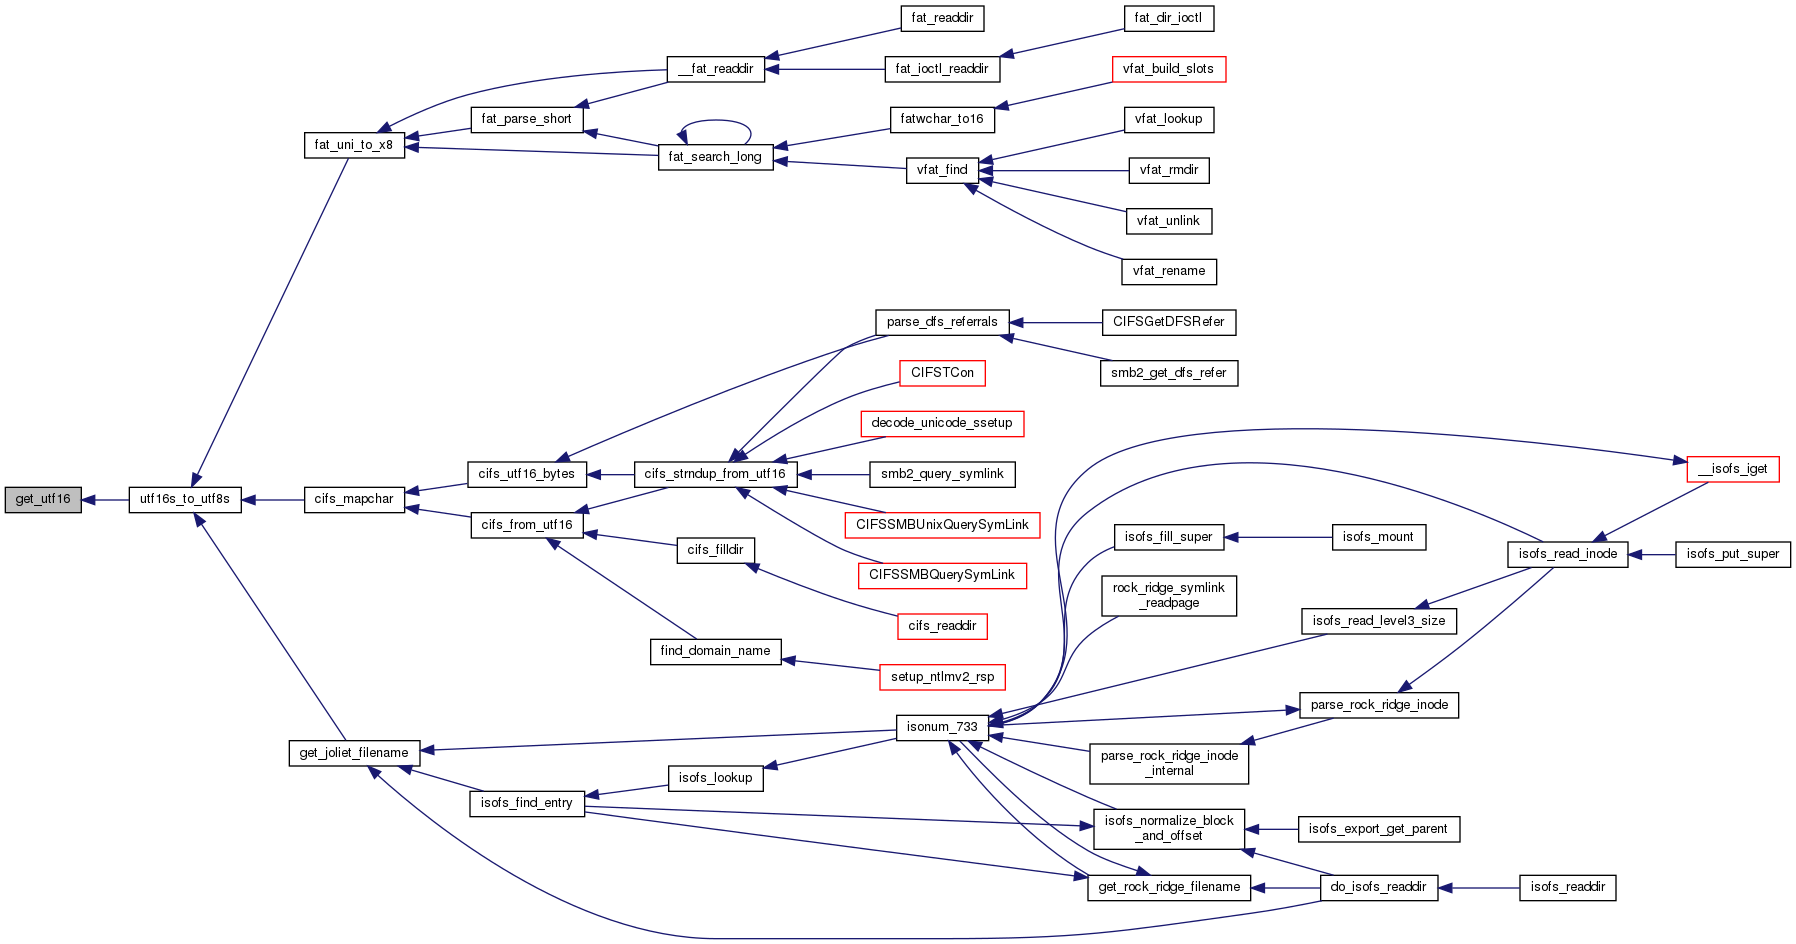 fat_readdir
fat_dir_ioctl
__fat_readdir
fat_ioctl_readdir
vfat_build_slots
fat_parse_short
fatwchar_to16
vfat_lookup
fat_uni_to_x8
fat_search_long
vfat_find
vfat_rmdir
vfat_unlink
vfat_rename
parse_dfs_referrals
CIFSGetDFSRefer
smb2_get_dfs_refer
CIFSTCon
decode_unicode_ssetup
cifs_utf16_bytes
cifs_strndup_from_utf16
smb2_query_symlink
__isofs_iget
get_utf16
utf16s_to_utf8s
cifs_mapchar
cifs_from_utf16
CIFSSMBUnixQuerySymLink
isofs_fill_super
isofs_mount
cifs_filldir
isofs_read_inode
isofs_put_super
CIFSSMBQuerySymLink
rock_ridge_symlink
_readpage
cifs_readdir
isofs_read_level3_size
find_domain_name
setup_ntlmv2_rsp
parse_rock_ridge_inode
isonum_733
get_joliet_filename
parse_rock_ridge_inode
_internal
isofs_lookup
isofs_find_entry
isofs_normalize_block
_and_offset
isofs_export_get_parent
get_rock_ridge_filename
do_isofs_readdir
isofs_readdir